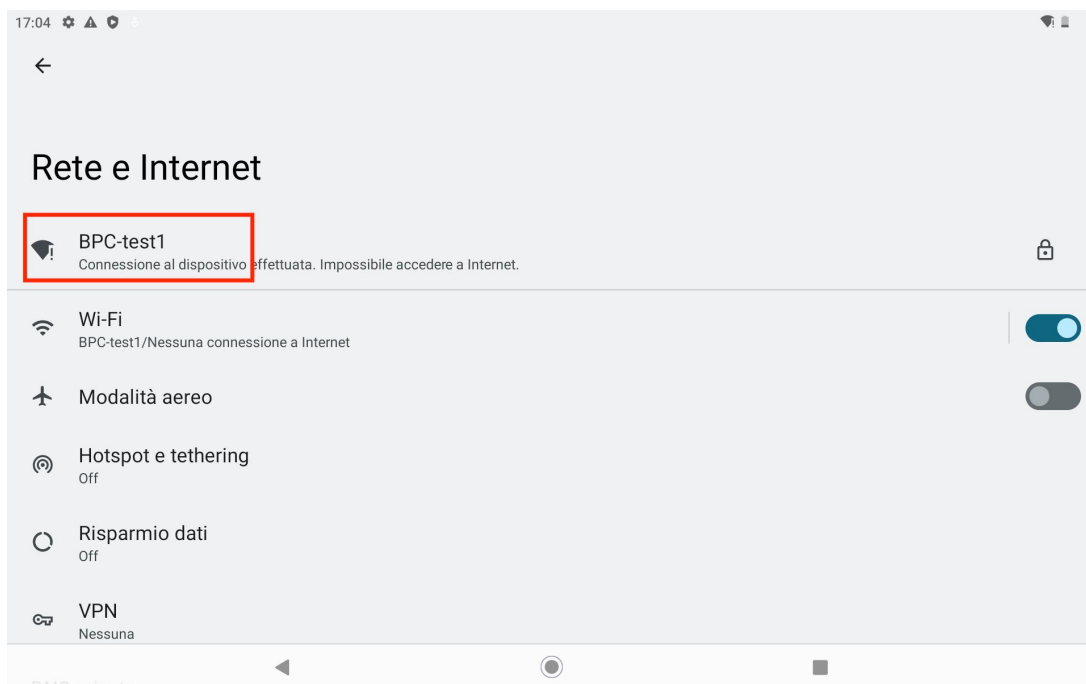 17:04
Rete e Internet
BPC-test1
Connessione al dispositivo effettuata. Impossibile accedere a Internet.
Wi-Fi
BPC-test1/Nessuna connessione a Internet
Modalità aereo
Hotspot e tethering
Off
Risparmio dati
Off
VPN
Nessuna